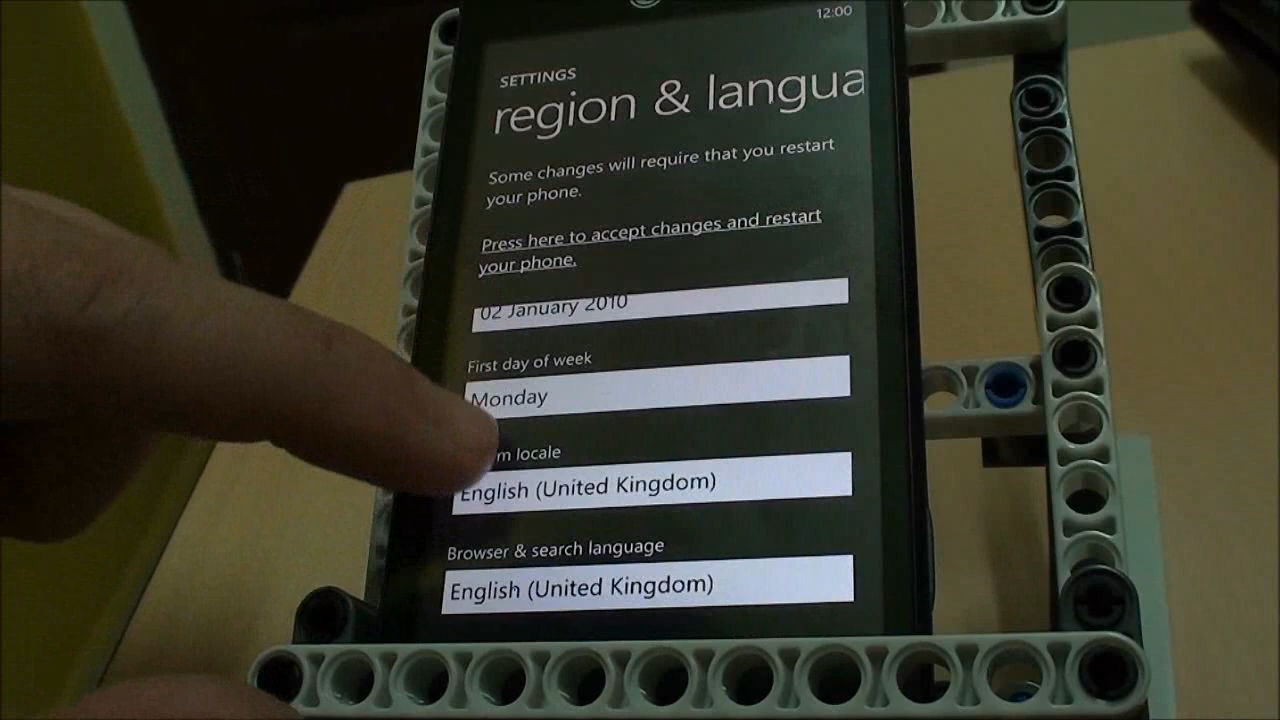 12:00
SETTINGS
region & langua
Some changes will require that you restart
your phone.
Press here to accept changes and restart
your phone.
02 January 2010
First day of week
Monday
m locale
English (United Kingdom)
Browser & search language
English (United Kingdom)